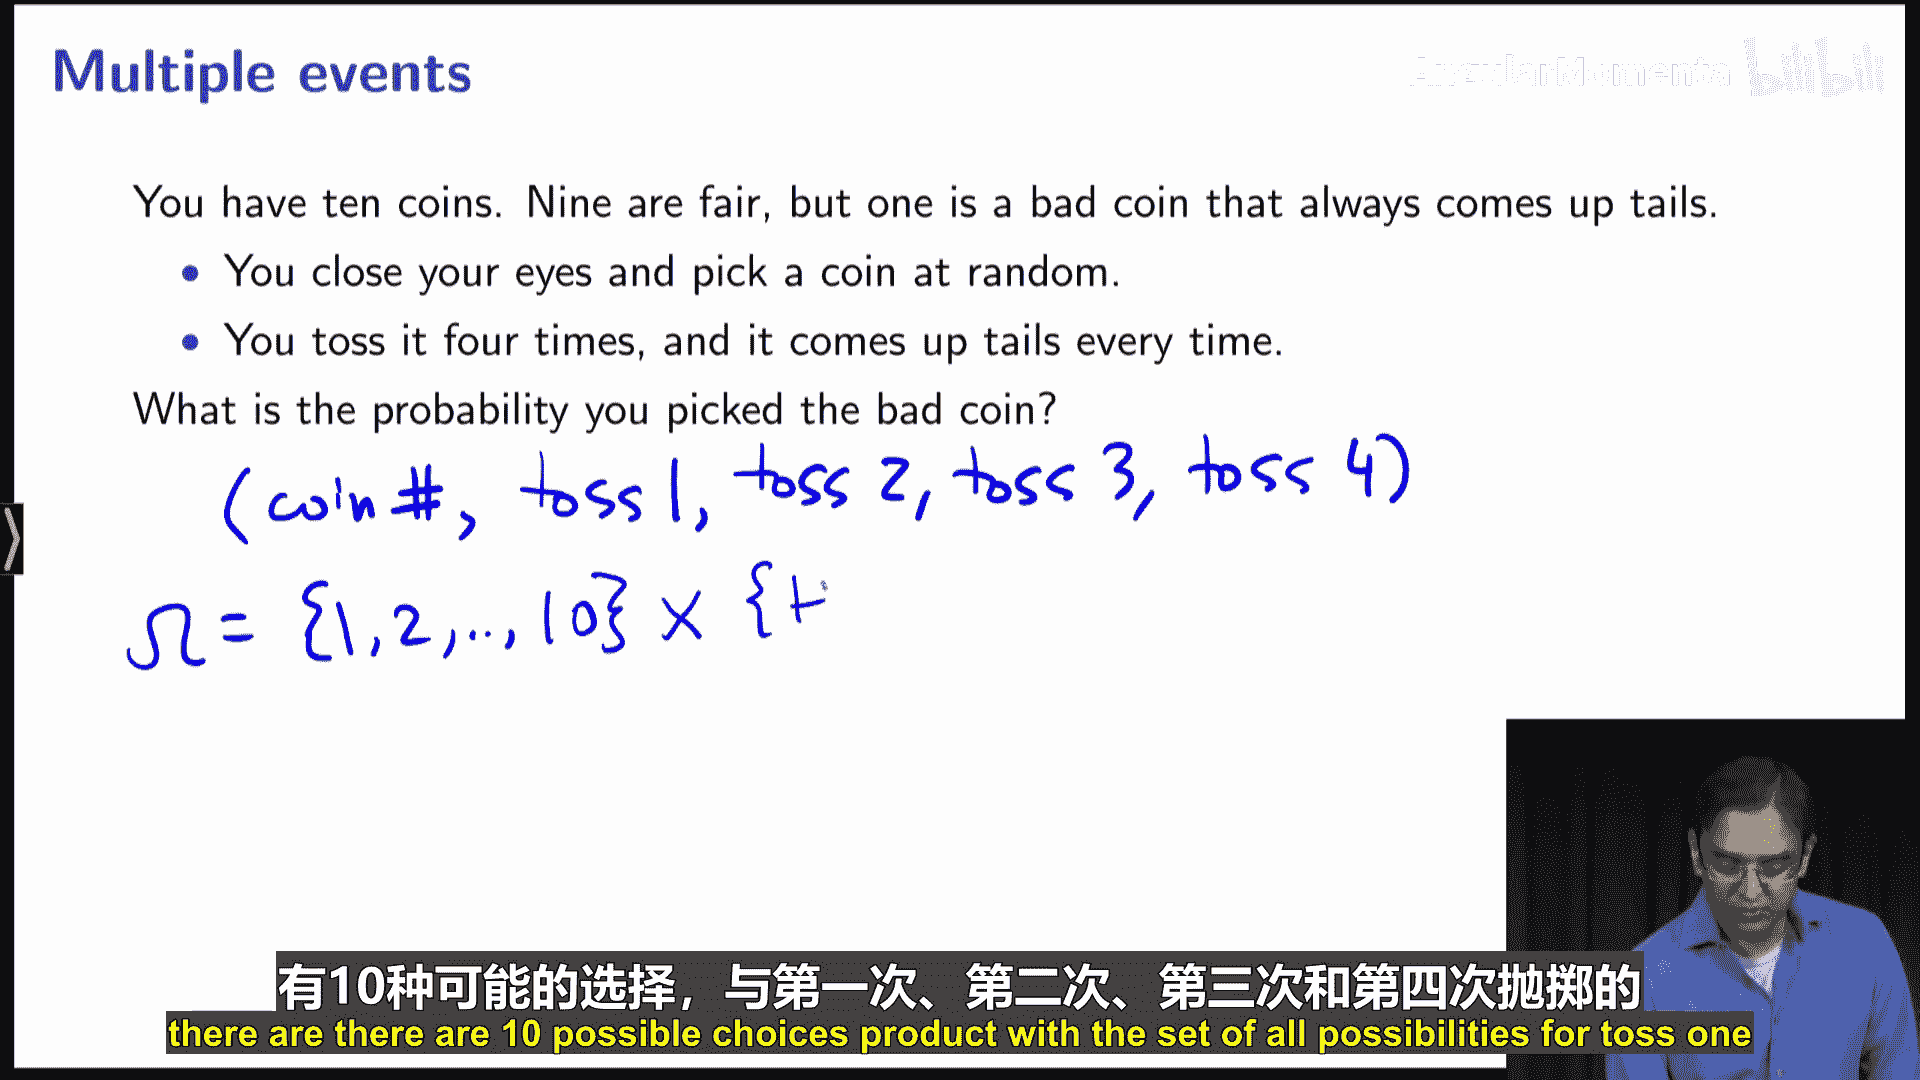 Multiple events
bilibili
You have ten coins. Nine are fair, but one is a bad coin that always comes up tails.
• You close your eyes and pick a coin at random.
• You toss it four times, and it comes up tails every time.
What is the probability you picked the bad coin?
(coin #, toss 1, toss 2, toss 3, toss 4)
Ω = {1, 2, .., 10} × {H
有10种可能的选择，与第一次、第二次、第三次和第四次抛掷的
there are there are 10 possible choices product with the set of all possibilities for toss one